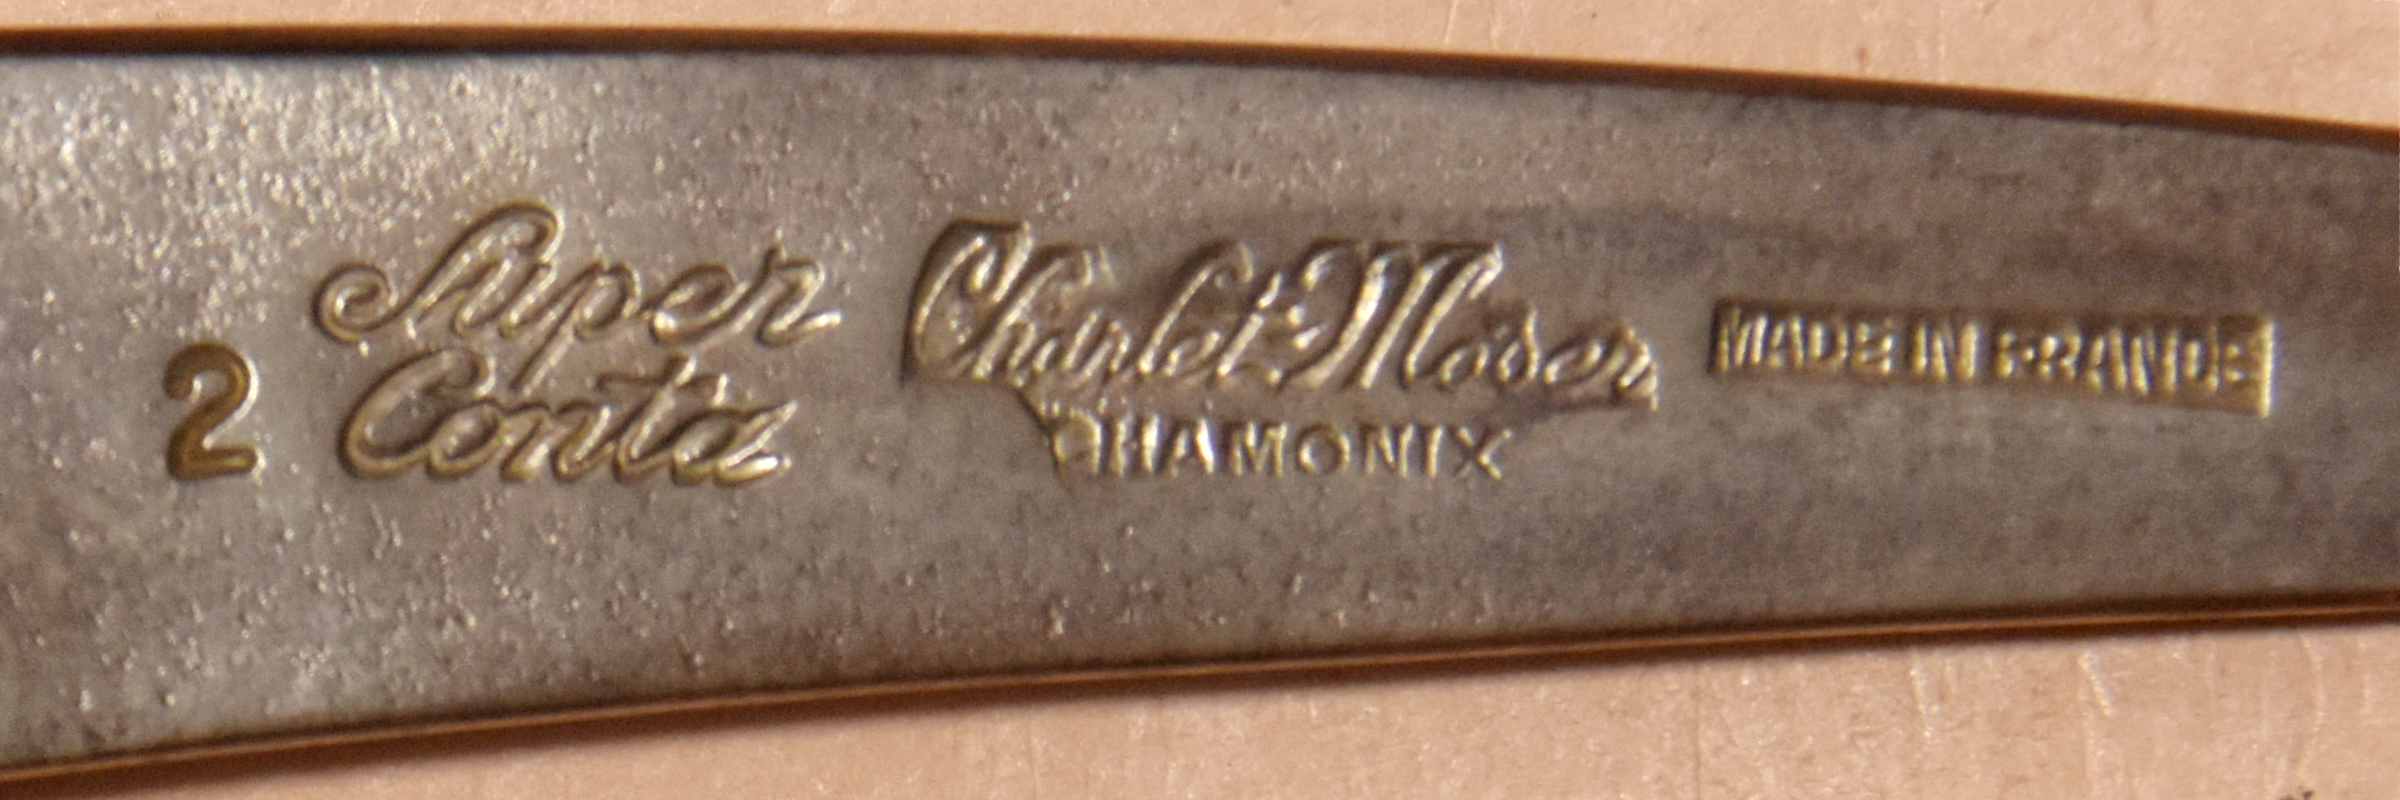 2
Super
Conta
Charlet Moser
CHAMONIX
MADE IN FRANCE